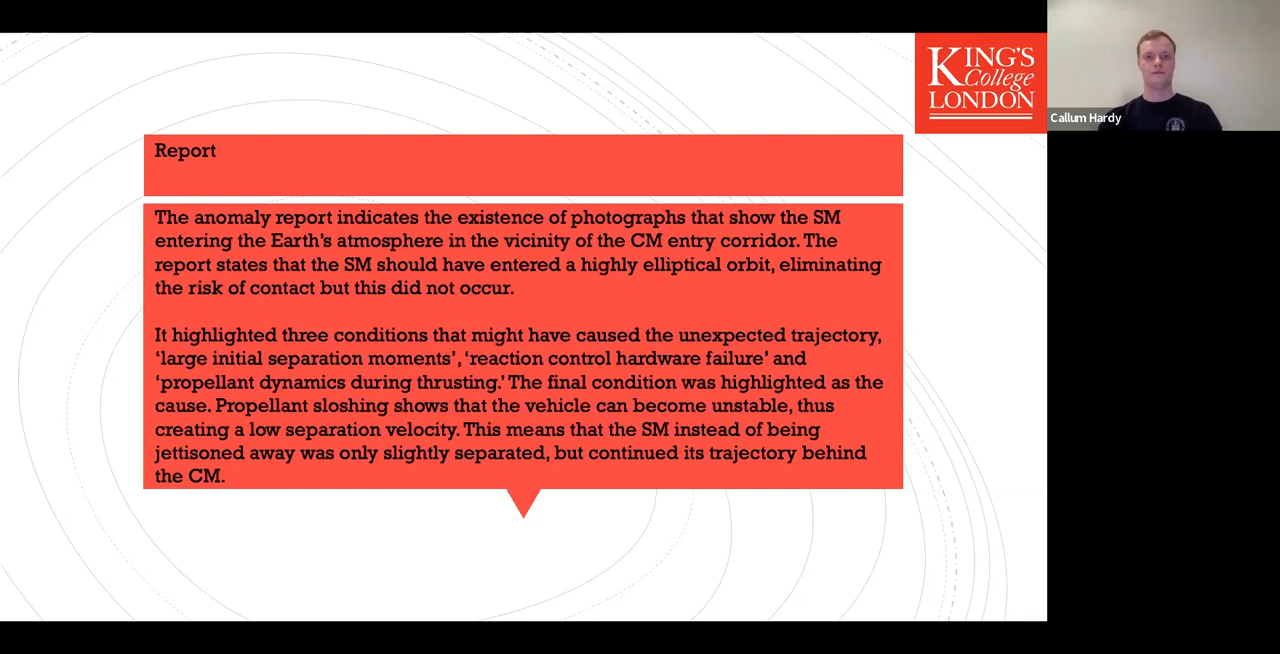 KING'S
College
LONDON
Callum Hardy
Report
The anomaly report indicates the existence of photographs that show the SM
entering the Earth's atmosphere in the vicinity of the CM entry corridor. The
report states that the SM should have entered a highly elliptical orbit, eliminating
the risk of contact but this did not occur.
It highlighted three conditions that might have caused the unexpected trajectory,
‘large initial separation moments’, ‘reaction control hardware failure’ and
‘propellant dynamics during thrusting.’ The final condition was highlighted as the
cause. Propellant sloshing shows that the vehicle can become unstable, thus
creating a low separation velocity. This means that the SM instead of being
jettisoned away was only slightly separated, but continued its trajectory behind
the CM.